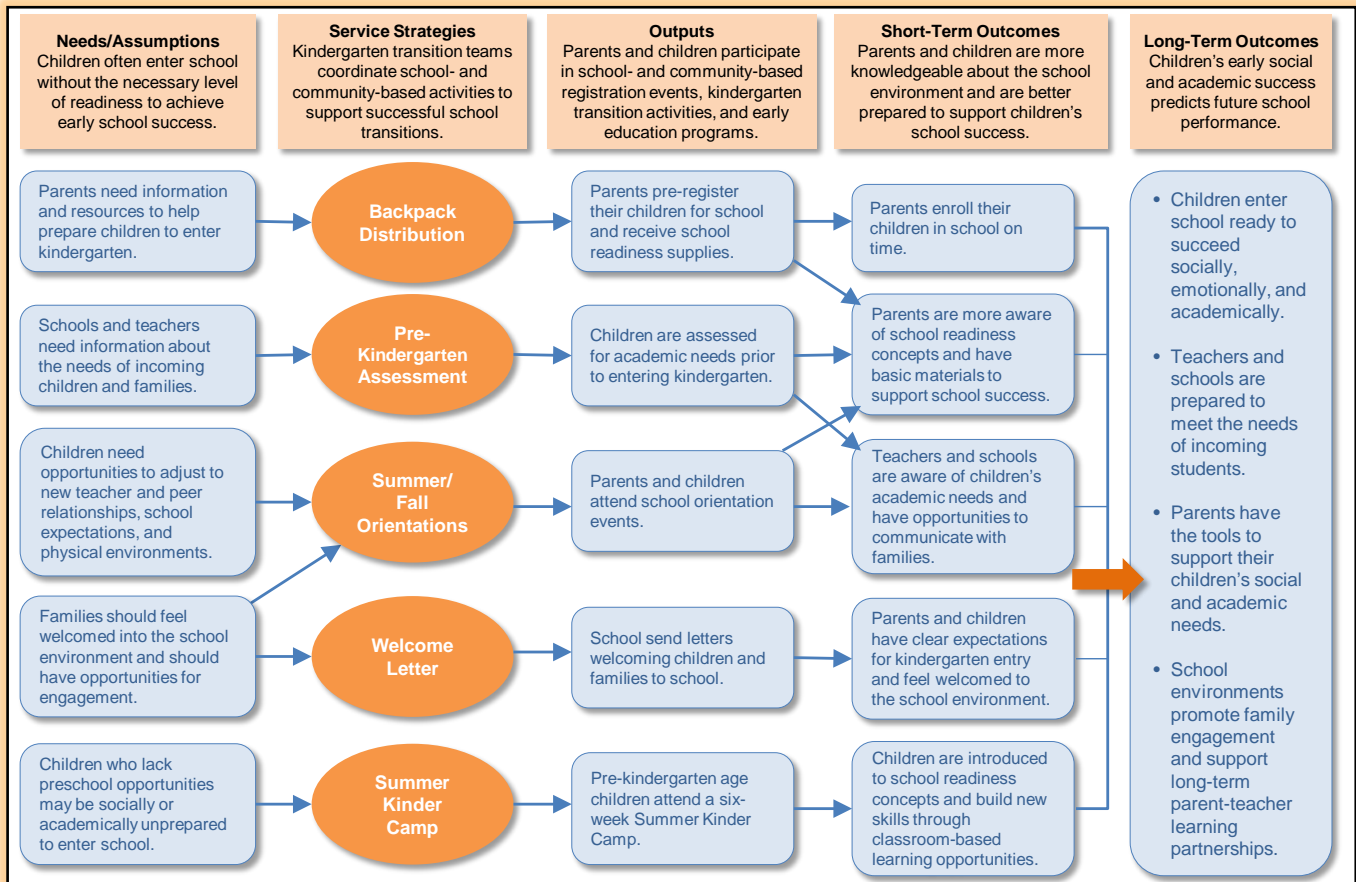 Needs/Assumptions
Children often enter school
without the necessary level
of readiness to achieve
early school success.
Service Strategies
Kindergarten transition teams
coordinate school- and
community-based activities to
support successful school
transitions.
Outputs
Parents and children participate
in school- and community-based
registration events, kindergarten
transition activities, and early
education programs.
Short-Term Outcomes
Parents and children are more
knowledgeable about the school
environment and are better
prepared to support children’s
school success.
Long-Term Outcomes
Children’s early social
and academic success
predicts future school
performance.
Parents need information
and resources to help
prepare children to enter
kindergarten.
Backpack
Distribution
Parents pre-register
their children for school
and receive school
readiness supplies.
Parents enroll their
children in school on
time.
Schools and teachers
need information about
the needs of incoming
children and families.
Pre-
Kindergarten
Assessment
Children are assessed
for academic needs prior
to entering kindergarten.
Parents are more aware
of school readiness
concepts and have
basic materials to
support school success.
Children need
opportunities to adjust to
new teacher and peer
relationships, school
expectations, and
physical environments.
Summer/
Fall
Orientations
Parents and children
attend school orientation
events.
Teachers and schools
are aware of children’s
academic needs and
have opportunities to
communicate with
families.
Families should feel
welcomed into the school
environment and should
have opportunities for
engagement.
Welcome
Letter
School send letters
welcoming children and
families to school.
Parents and children
have clear expectations
for kindergarten entry
and feel welcomed to
the school environment.
Children who lack
preschool opportunities
may be socially or
academically unprepared
to enter school.
Summer
Kinder
Camp
Pre-kindergarten age
children attend a six-
week Summer Kinder
Camp.
Children are introduced
to school readiness
concepts and build new
skills through
classroom-based
learning opportunities.
• Children enter
school ready to
succeed
socially,
emotionally, and
academically.
• Teachers and
schools are
prepared to
meet the needs
of incoming
students.
• Parents have
the tools to
support their
children’s social
and academic
needs.
• School
environments
promote family
engagement
and support
long-term
parent-teacher
learning
partnerships.